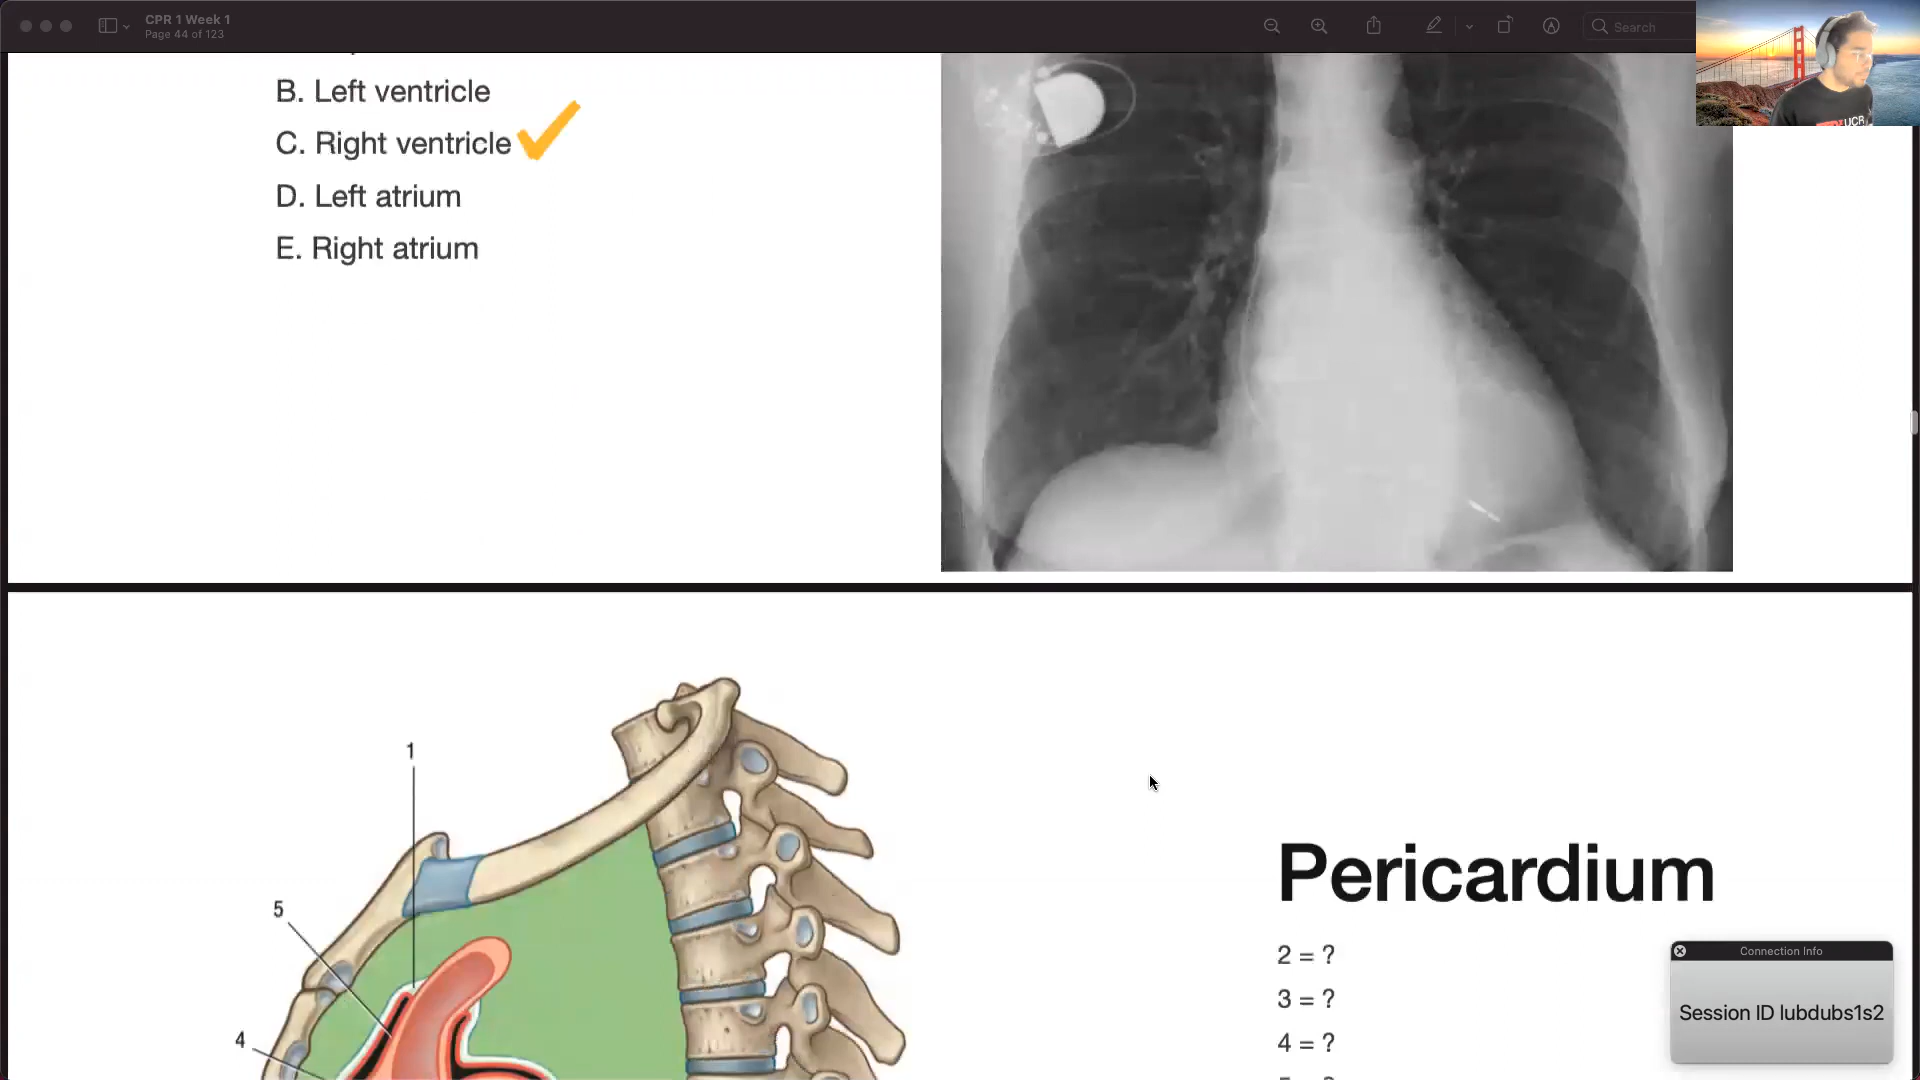 CPR 1 Week 1
Page 44 of 123
Search
UCR
B. Left ventricle
C. Right ventricle
D. Left atrium
E. Right atrium
1
5
4
Pericardium
2 = ?
3 = ?
4 = ?
Connection Info
Session ID lubdubs1s2